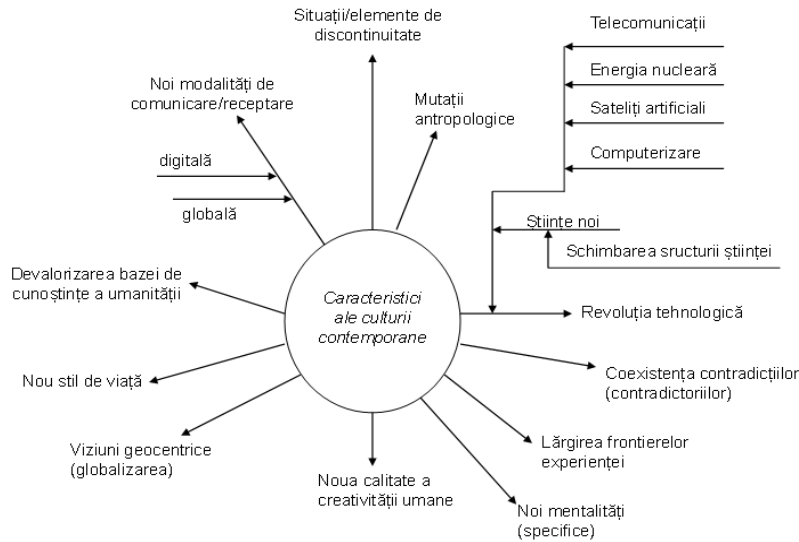 Situații/elemente de
discontinuitate
Telecomunicații
Noi modalități de
comunicare/receptare
Energia nucleară
Mutații
antropologice
Sateliți artificiali
Computerizare
digitală
globală
Științe noi
Schimbarea sructurii științei
Devalorizarea bazei de
cunoștințe a umanității
Caracteristici
ale culturii
contemporane
Revoluția tehnologică
Nou stil de viață
Coexistența contradicțiilor
(contradictoriilor)
Viziuni geocentrice
(globalizarea)
Lărgirea frontierelor
experienței
Noua calitate a
creativității umane
Noi mentalități
(specifice)